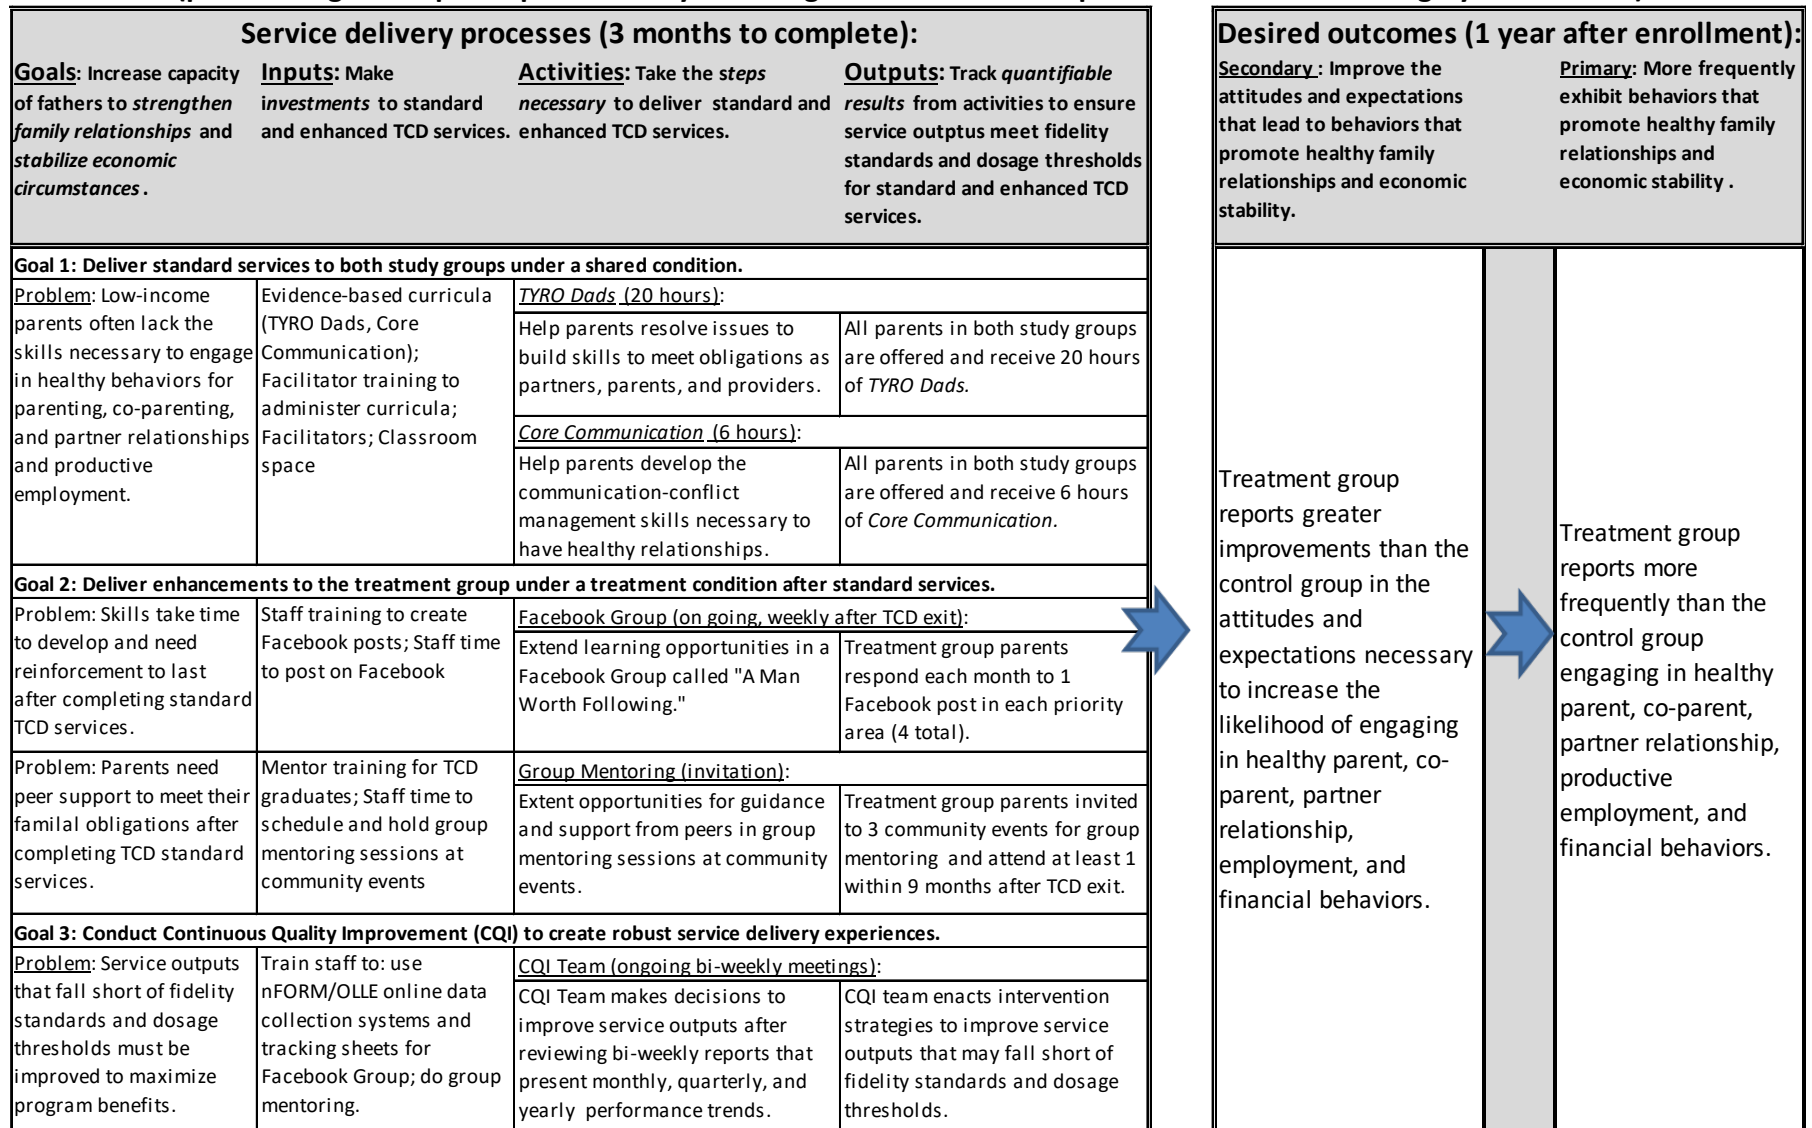 Service delivery processes (3 months to complete):
Goals: Increase capacity
of fathers to strengthen
family relationships and
stabilize economic
circumstances.
Inputs: Make
investments to standard
and enhanced TCD services.
Activities: Take the steps
necessary to deliver standard and
enhanced TCD services.
Outputs: Track quantifiable
results from activities to ensure
service outptus meet fidelity
standards and dosage thresholds
for standard and enhanced TCD
services.
Goal 1: Deliver standard services to both study groups under a shared condition.
Problem: Low-income
parents often lack the
skills necessary to engage
in healthy behaviors for
parenting, co-parenting,
and partner relationships
and productive
employment.
Evidence-based curricula
(TYRO Dads, Core
Communication);
Facilitator training to
administer curricula;
Facilitators; Classroom
space
TYRO Dads (20 hours):
Help parents resolve issues to
build skills to meet obligations as
partners, parents, and providers.
All parents in both study groups
are offered and receive 20 hours
of TYRO Dads.
Core Communication (6 hours):
Help parents develop the
communication-conflict
management skills necessary to
have healthy relationships.
All parents in both study groups
are offered and receive 6 hours
of Core Communication.
Goal 2: Deliver enhancements to the treatment group under a treatment condition after standard services.
Problem: Skills take time
to develop and need
reinforcement to last
after completing standard
TCD services.
Staff training to create
Facebook posts; Staff time
to post on Facebook
Facebook Group (on going, weekly after TCD exit):
Extend learning opportunities in a
Facebook Group called "A Man
Worth Following."
Treatment group parents
respond each month to 1
Facebook post in each priority
area (4 total).
Problem: Parents need
peer support to meet their
familal obligations after
completing TCD standard
services.
Mentor training for TCD
graduates; Staff time to
schedule and hold group
mentoring sessions at
community events
Group Mentoring (invitation):
Extent opportunities for guidance
and support from peers in group
mentoring sessions at community
events.
Treatment group parents invited
to 3 community events for group
mentoring and attend at least 1
within 9 months after TCD exit.
Goal 3: Conduct Continuous Quality Improvement (CQI) to create robust service delivery experiences.
Problem: Service outputs
that fall short of fidelity
standards and dosage
thresholds must be
improved to maximize
program benefits.
Train staff to: use
nFORM/OLLE online data
collection systems and
tracking sheets for
Facebook Group; do group
mentoring.
CQI Team (ongoing bi-weekly meetings):
CQI Team makes decisions to
improve service outputs after
reviewing bi-weekly reports that
present monthly, quarterly, and
yearly performance trends.
CQI team enacts intervention
strategies to improve service
outputs that may fall short of
fidelity standards and dosage
thresholds.
Desired outcomes (1 year after enrollment):
Secondary : Improve the
attitudes and expectations
that lead to behaviors that
promote healthy family
relationships and economic
stability.
Primary: More frequently
exhibit behaviors that
promote healthy family
relationships and
economic stability .
Treatment group
reports greater
improvements than the
control group in the
attitudes and
expectations necessary
to increase the
likelihood of engaging
in healthy parent, co-
parent, partner
relationship,
employment, and
financial behaviors.
Treatment group
reports more
frequently than the
control group
engaging in healthy
parent, co-parent,
partner relationship,
productive
employment, and
financial behaviors.